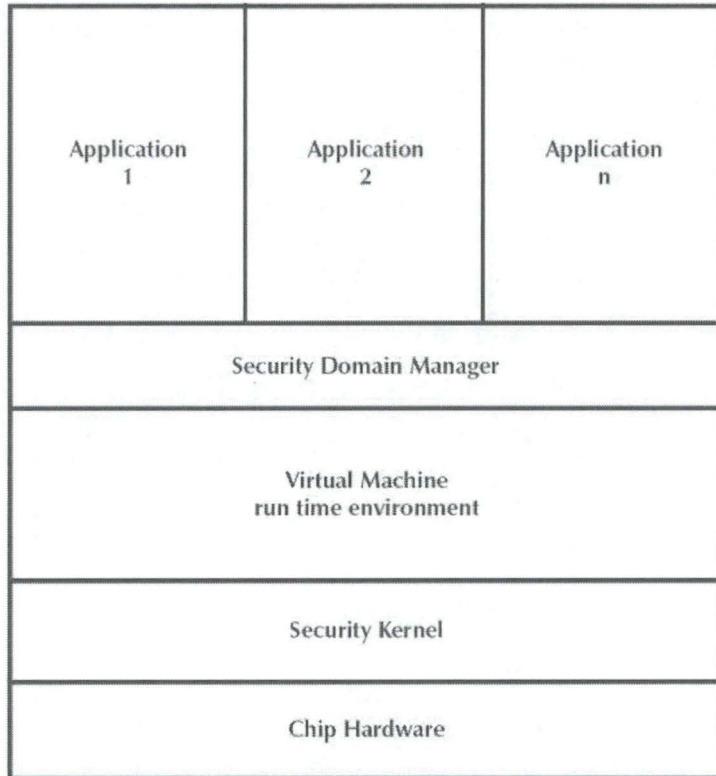 Application
1
Application
2
Application
n
Security Domain Manager
Virtual Machine
run time environment
Security Kernel
Chip Hardware